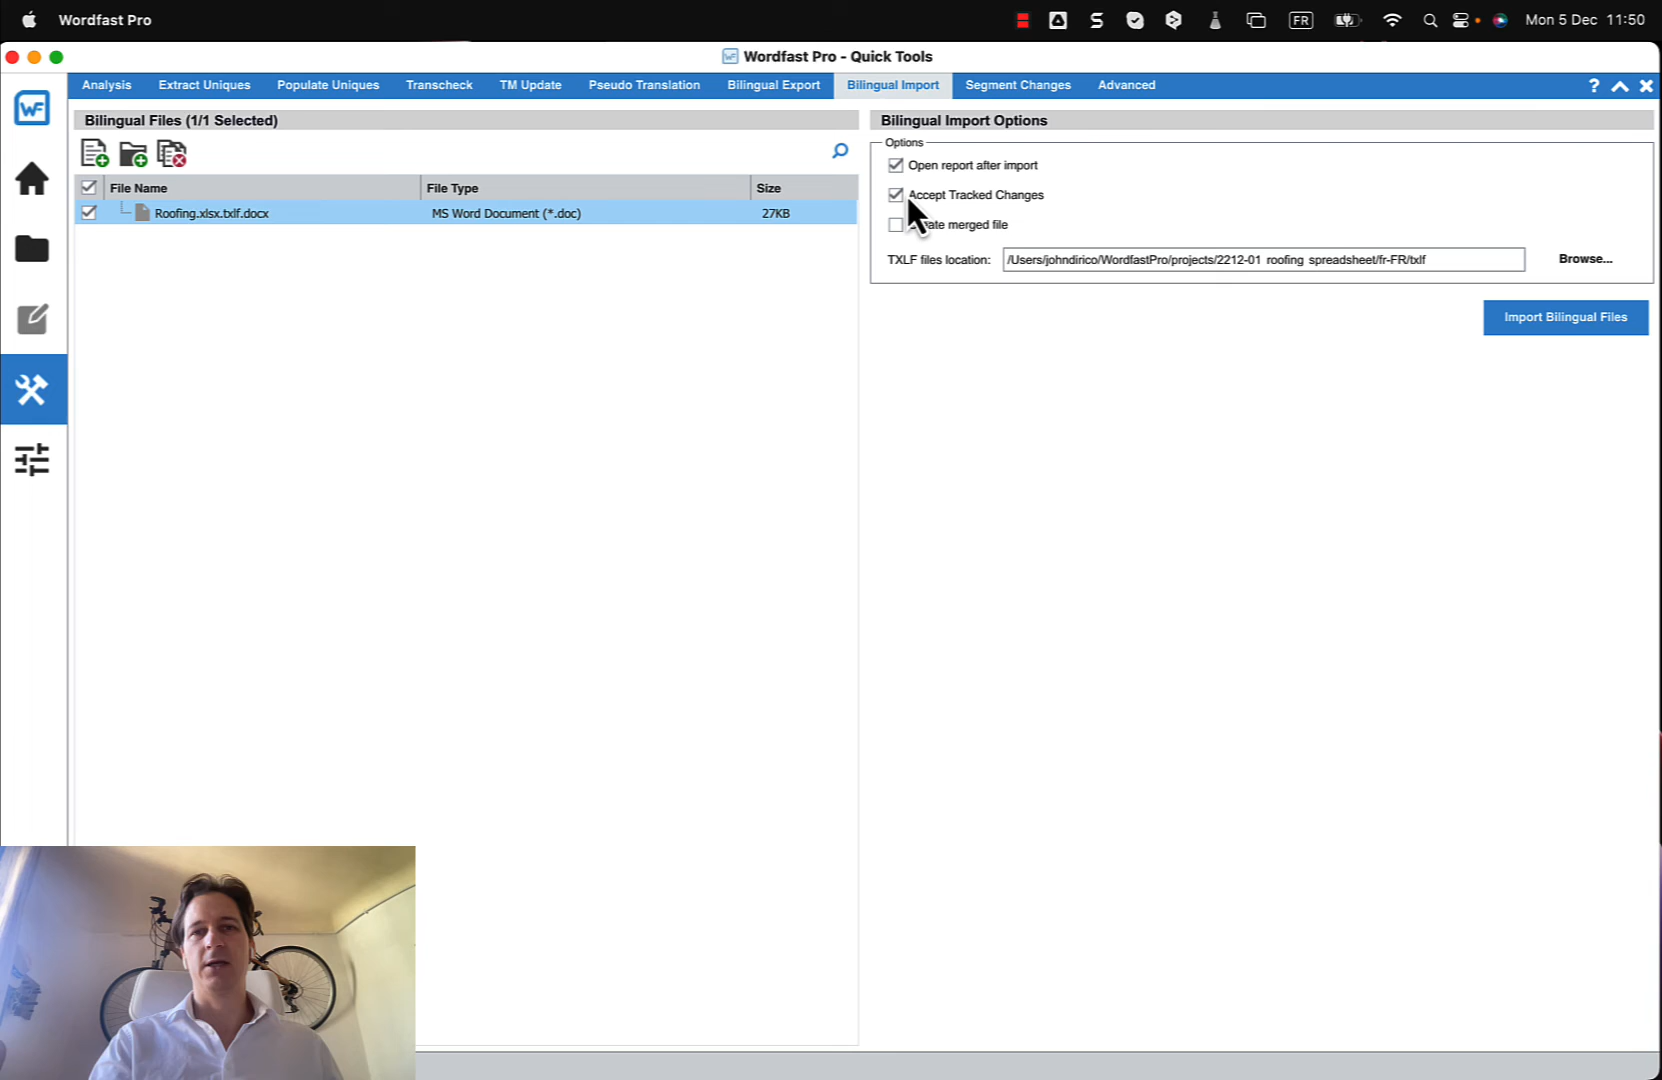 Wordfast Pro
FR
Mon 5 Dec 11:50
Wordfast Pro - Quick Tools
Analysis
Extract Uniques
Populate Uniques
Transcheck
TM Update
Pseudo Translation
Bilingual Export
Bilingual Import
Segment Changes
Advanced
WF
Bilingual Files (1/1 Selected)
File Name
File Type
Size
Roofing.xlsx.txlf.docx
MS Word Document (*.doc)
27KB
Bilingual Import Options
Options
Open report after import
Accept Tracked Changes
merged file
TXLF files location:
/Users/johndirico/WordfastPro/projects/2212-01 roofing spreadsheet/fr-FR/txlf
Browse...
Import Bilingual Files